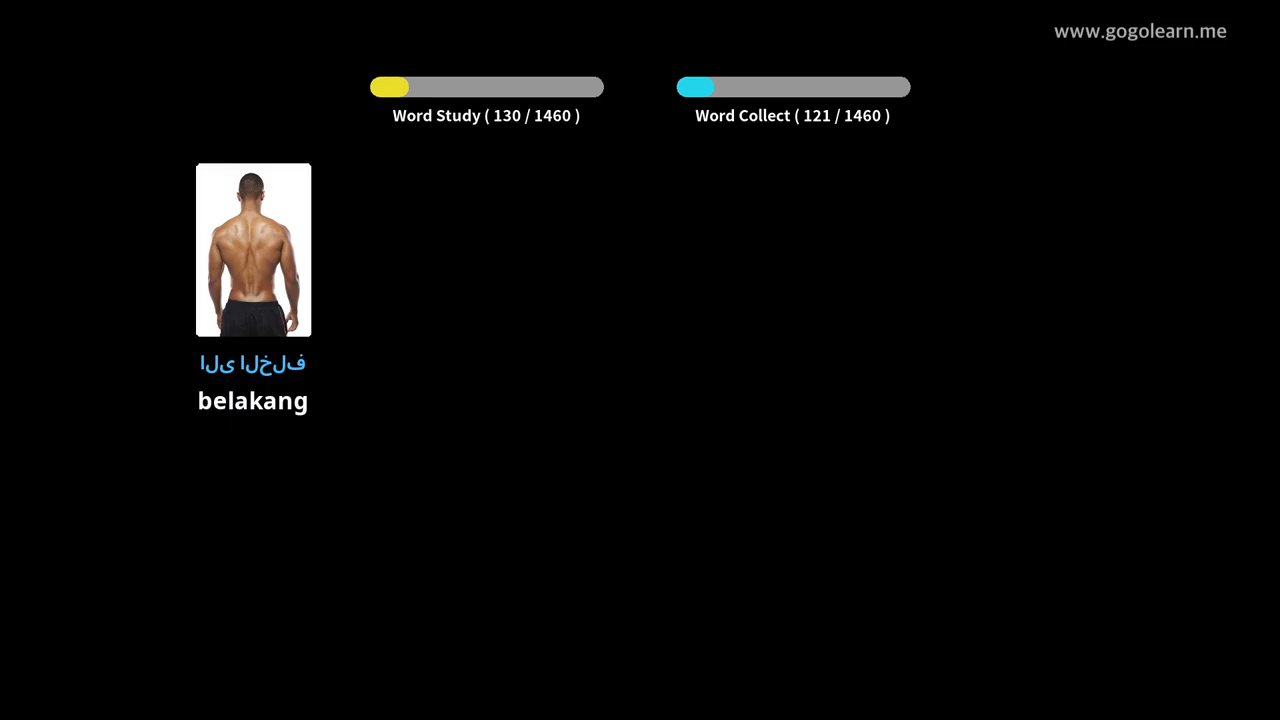 www.gogolearn.me
Word Study ( 130 / 1460 )
Word Collect ( 121 / 1460 )
الى الخلف
belakang